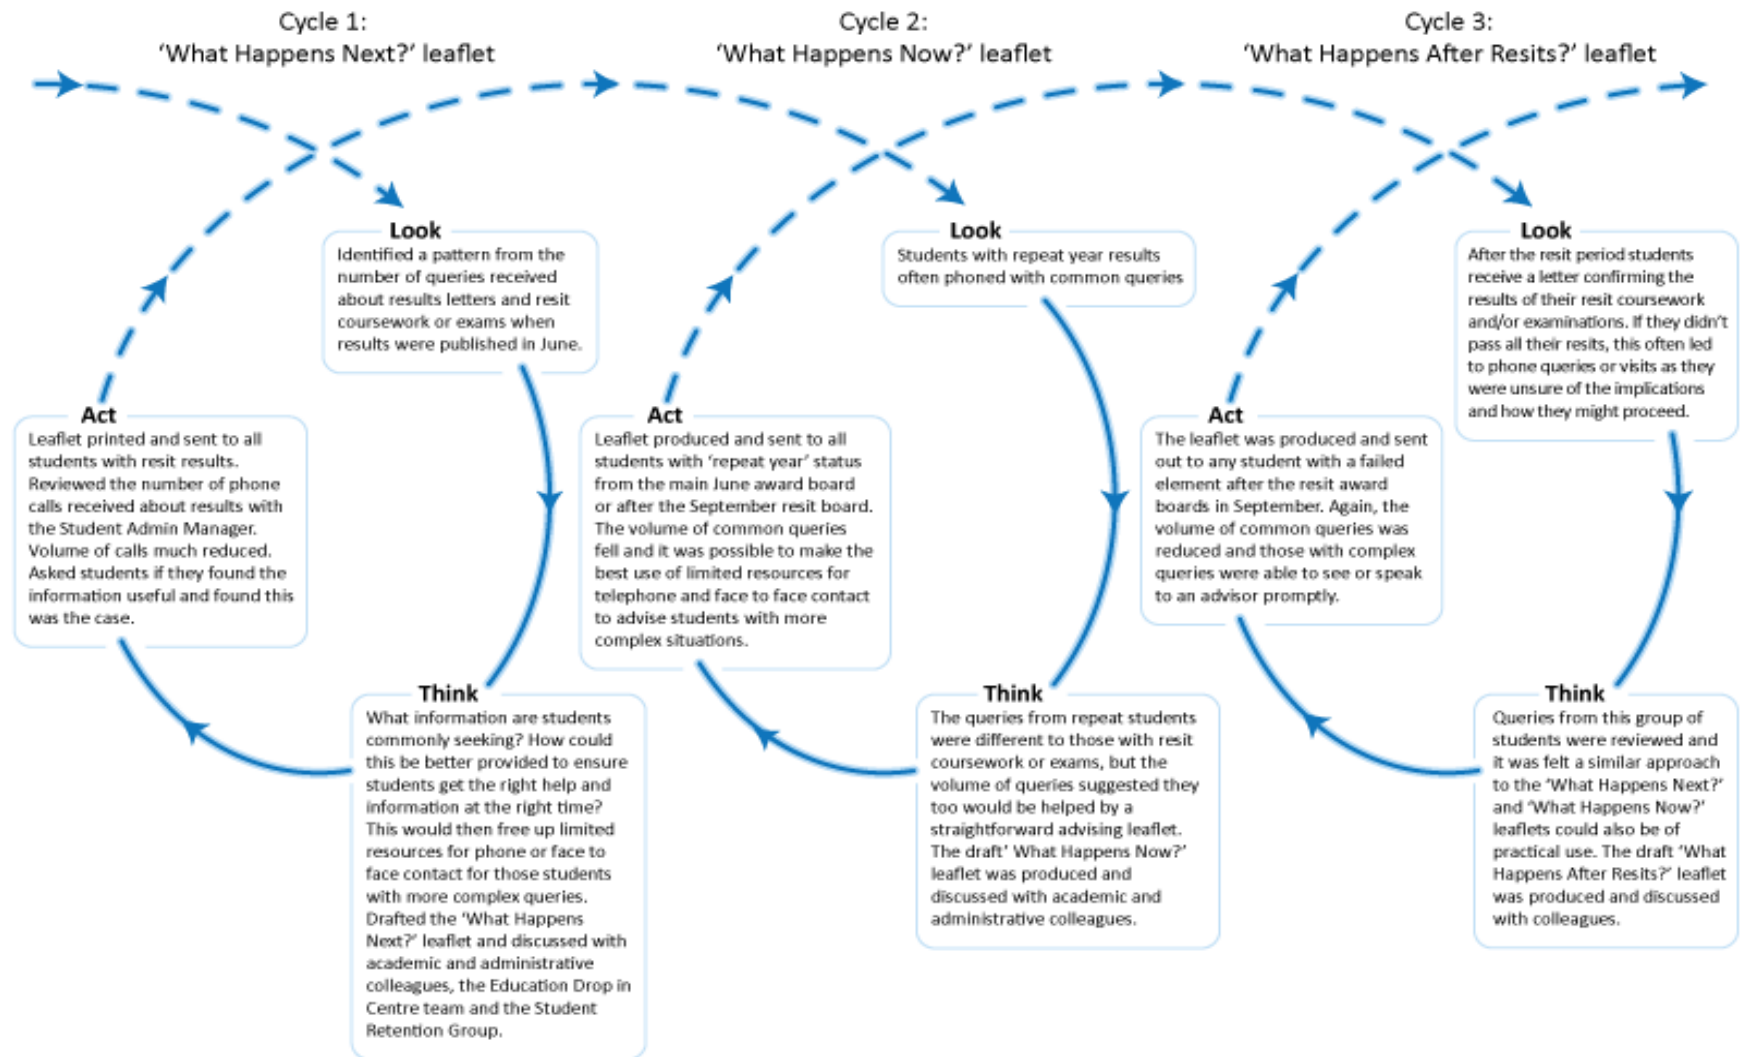 Cycle 1:
‘What Happens Next?’ leaflet
Look
Identified a pattern from the
number of queries received
about results letters and resit
coursework or exams when
results were published in June.
Think
What information are students
commonly seeking? How could
this be better provided to ensure
students get the right help and
information at the right time?
This would then free up limited
resources for phone or face to
face contact for those students
with more complex queries.
Drafted the ‘What Happens
Next?’ leaflet and discussed with
academic and administrative
colleagues, the Education Drop in
Centre team and the Student
Retention Group.
Act
Leaflet printed and sent to all
students with resit results.
Reviewed the number of phone
calls received about results with
the Student Admin Manager.
Volume of calls much reduced.
Asked students if they found the
information useful and found this
was the case.
Cycle 2:
‘What Happens Now?’ leaflet
Look
Students with repeat year results
often phoned with common queries
Think
The queries from repeat students
were different to those with resit
coursework or exams, but the
volume of queries suggested they
too would be helped by a
straightforward advising leaflet.
The draft’ What Happens Now?’
leaflet was produced and
discussed with academic and
administrative colleagues.
Act
Leaflet produced and sent to all
students with ‘repeat year’ status
from the main June award board
or after the September resit board.
The volume of common queries
fell and it was possible to make the
best use of limited resources for
telephone and face to face contact
to advise students with more
complex situations.
Cycle 3:
‘What Happens After Resits?’ leaflet
Look
After the resit period students
receive a letter confirming the
results of their resit coursework
and/or examinations. If they didn’t
pass all their resits, this often led
to phone queries or visits as they
were unsure of the implications
and how they might proceed.
Think
Queries from this group of
students were reviewed and
it was felt a similar approach
to the ‘What Happens Next?’
and ‘What Happens Now?’
leaflets could also be of
practical use. The draft ‘What
Happens After Resits?’ leaflet
was produced and discussed
with colleagues.
Act
The leaflet was produced and sent
out to any student with a failed
element after the resit award
boards in September. Again, the
volume of common queries was
reduced and those with complex
queries were able to see or speak
to an advisor promptly.